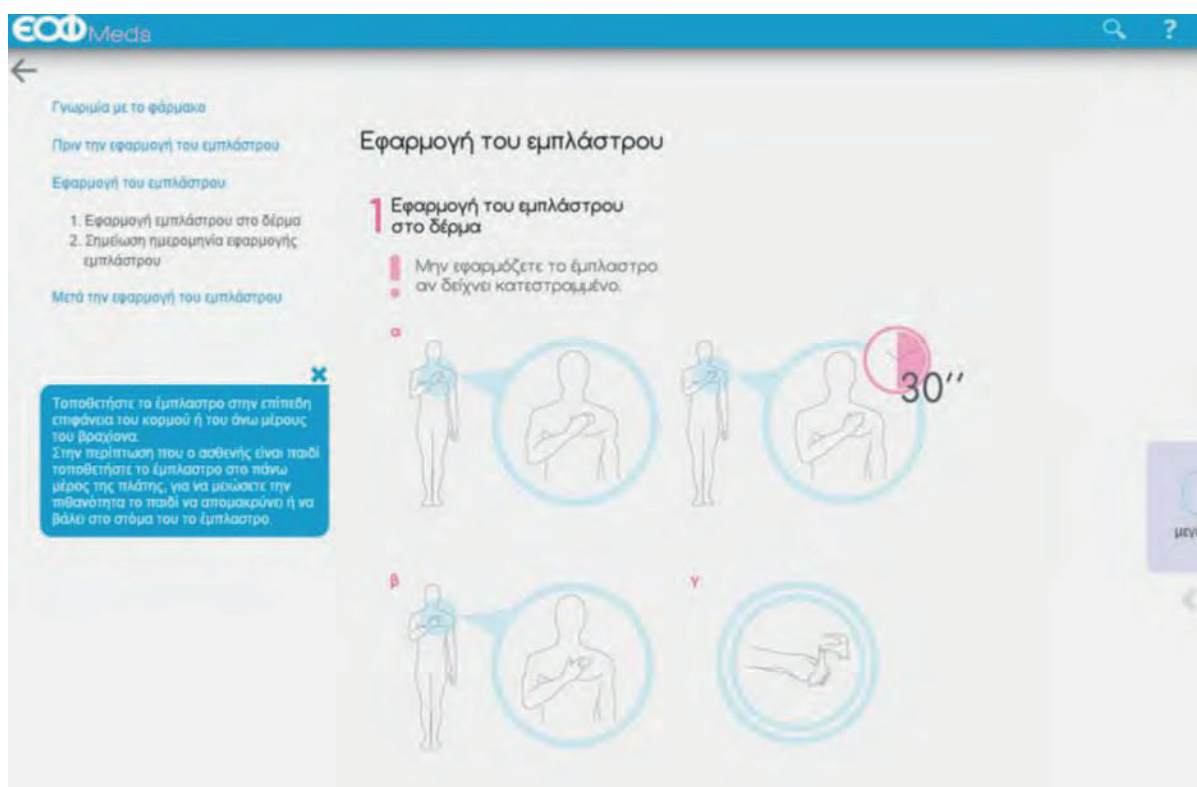 ΕΟΦ Meds
?
Γνωριμία με το φάρμακο
Πριν την εφαρμογή του εμπλάστρου
Εφαρμογή του εμπλάστρου
1. Εφαρμογή εμπλάστρου στο δέρμα
2. Σημείωση ημερομηνία εφαρμογής
εμπλάστρου
Μετά την εφαρμογή του εμπλάστρου
Τοποθετήστε το έμπλαστρο στην επίπεδη
επιφάνεια του κορμού ή του άνω μέρους
του βραχίονα.
Στην περίπτωση που ο ασθενής είναι παιδί
τοποθετήστε το έμπλαστρο στο πάνω
μέρος της πλάτης, για να μειώσετε την
πιθανότητα το παιδί να απομακρύνει ή να
βάλει στο στόμα του το έμπλαστρο.
Εφαρμογή του εμπλάστρου
1 Εφαρμογή του εμπλάστρου
στο δέρμα
! Μην εφαρμόζετε το έμπλαστρο
αν δείχνει κατεστραμμένο.
α
30′′
β
γ